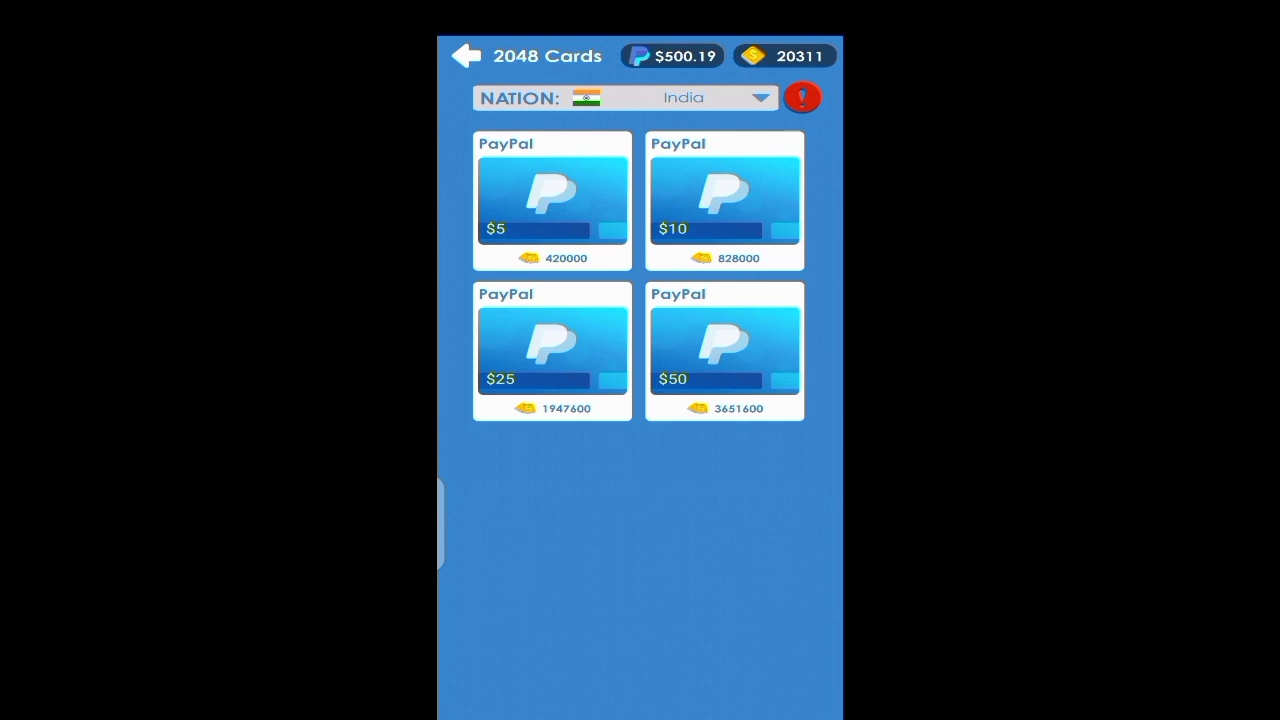 2048 Cards $500.19 20311
NATION: India
PayPal PayPal
$5 $10
420000 828000
PayPal PayPal
$25 $50
1947600 3651600